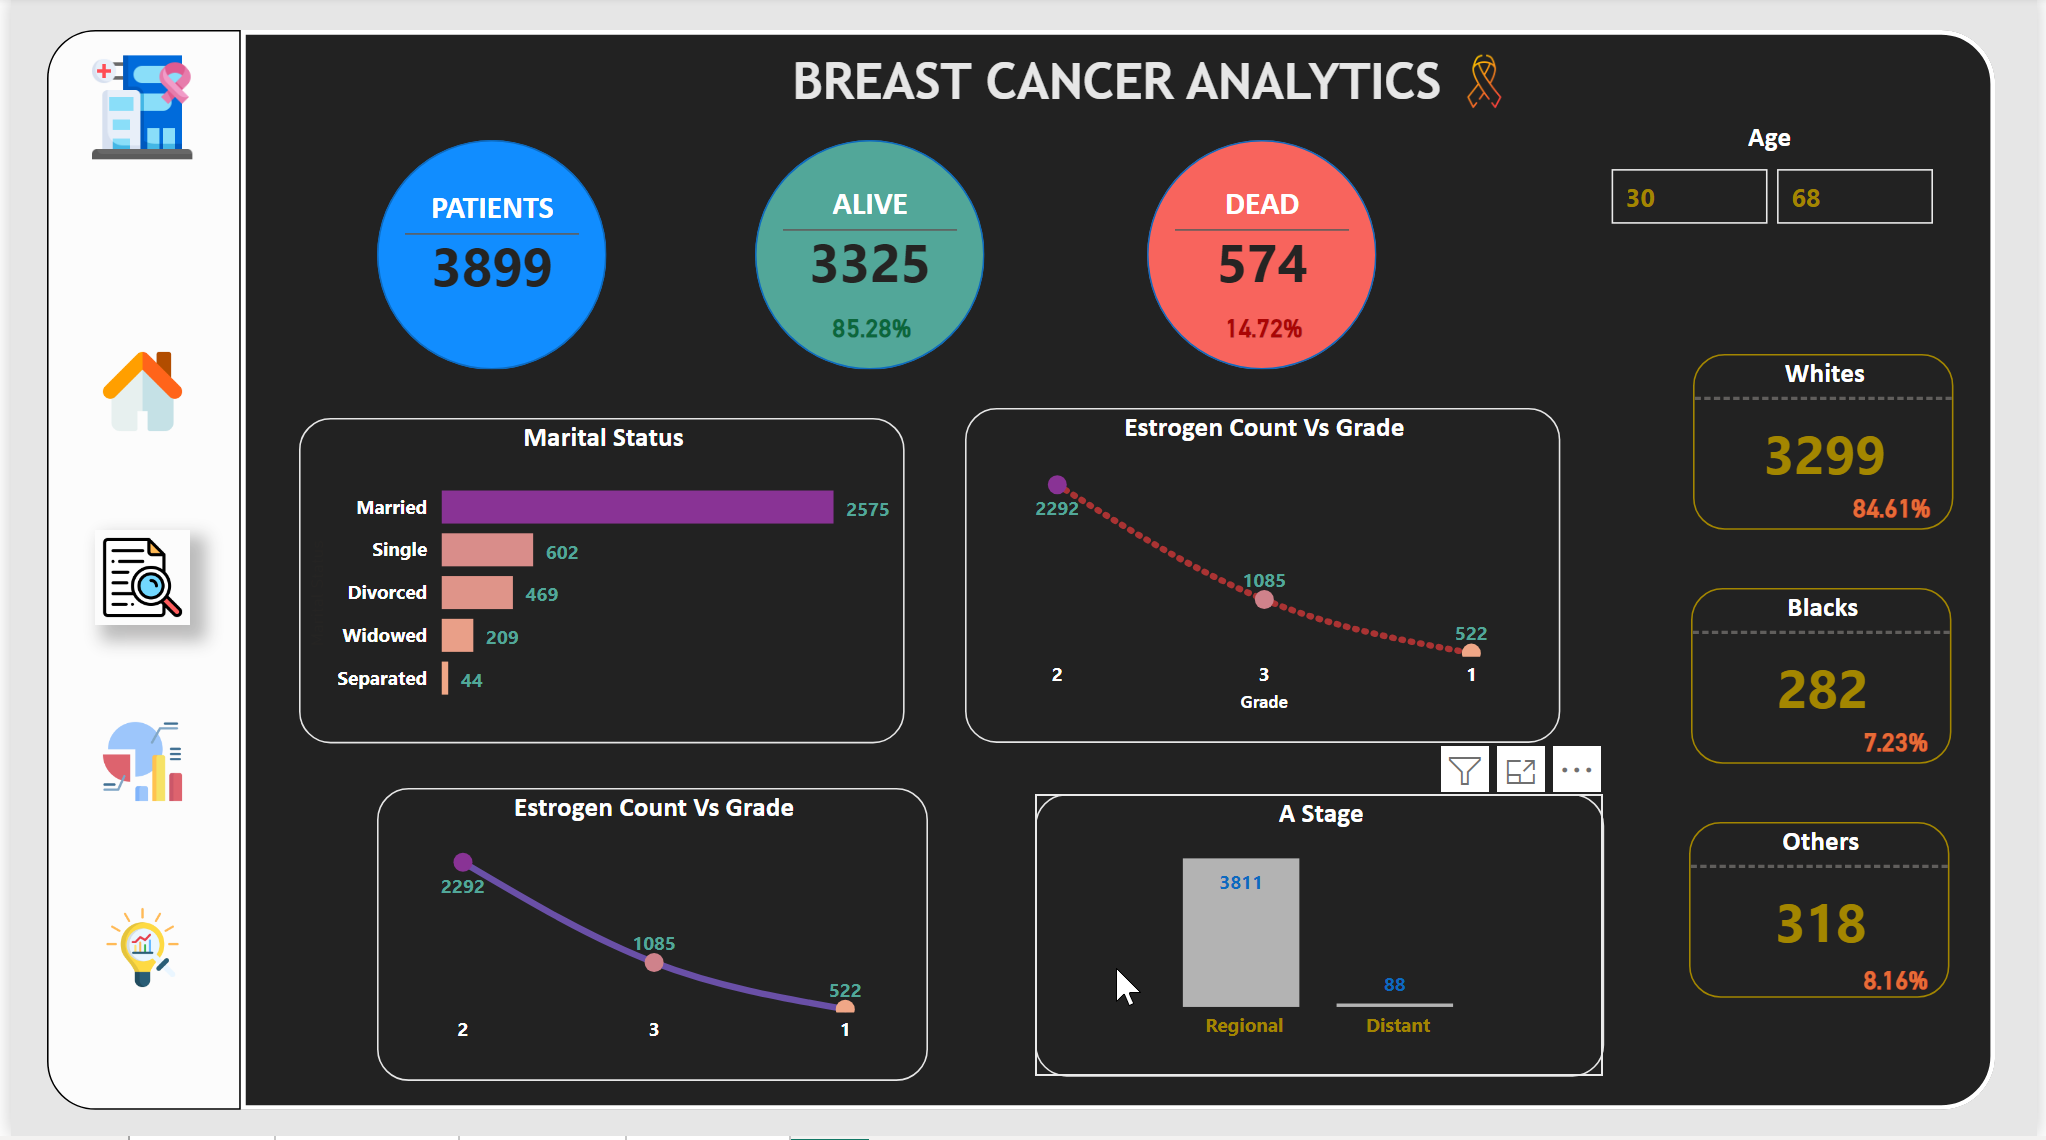 BREAST CANCER ANALYTICS
PATIENTS
3899
ALIVE
3325
85.28%
DEAD
574
14.72%
Age
30 68
Marital Status
Married 2575
Single 602
Divorced 469
Widowed 209
Separated 44
Estrogen Count Vs Grade
2292
1085
522
2 3 1
Grade
Whites
3299
84.61%
Blacks
282
7.23%
Others
318
8.16%
Estrogen Count Vs Grade
2292
1085
522
2 3 1
A Stage
3811
88
Regional Distant